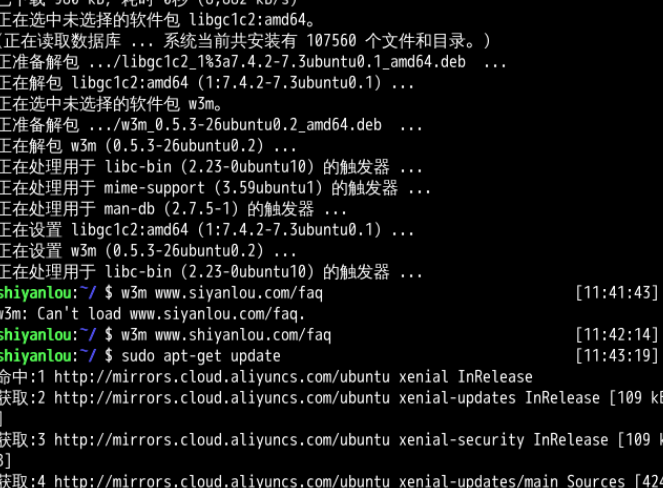 下载 980 kB，耗时 0秒 (8,882 kB/s)
正在选中未选择的软件包 libgc1c2:amd64。
(正在读取数据库 ... 系统当前共安装有 107560 个文件和目录。)
正准备解包 .../libgc1c2_1%3a7.4.2-7.3ubuntu0.1_amd64.deb ...
正在解包 libgc1c2:amd64 (1:7.4.2-7.3ubuntu0.1) ...
正在选中未选择的软件包 w3m。
正准备解包 .../w3m_0.5.3-26ubuntu0.2_amd64.deb ...
正在解包 w3m (0.5.3-26ubuntu0.2) ...
正在处理用于 libc-bin (2.23-0ubuntu10) 的触发器 ...
正在处理用于 mime-support (3.59ubuntu1) 的触发器 ...
正在处理用于 man-db (2.7.5-1) 的触发器 ...
正在设置 libgc1c2:amd64 (1:7.4.2-7.3ubuntu0.1) ...
正在设置 w3m (0.5.3-26ubuntu0.2) ...
正在处理用于 libc-bin (2.23-0ubuntu10) 的触发器 ...
shiyanlou:~/ $ w3m www.siyanlou.com/faq [11:41:43]
w3m: Can't load www.siyanlou.com/faq.
shiyanlou:~/ $ w3m www.shiyanlou.com/faq [11:42:14]
shiyanlou:~/ $ sudo apt-get update [11:43:19]
命中:1 http://mirrors.cloud.aliyuncs.com/ubuntu xenial InRelease
获取:2 http://mirrors.cloud.aliyuncs.com/ubuntu xenial-updates InRelease [109 kB
]
获取:3 http://mirrors.cloud.aliyuncs.com/ubuntu xenial-security InRelease [109 k
B]
获取:4 http://mirrors.cloud.aliyuncs.com/ubuntu xenial-updates/main Sources [424